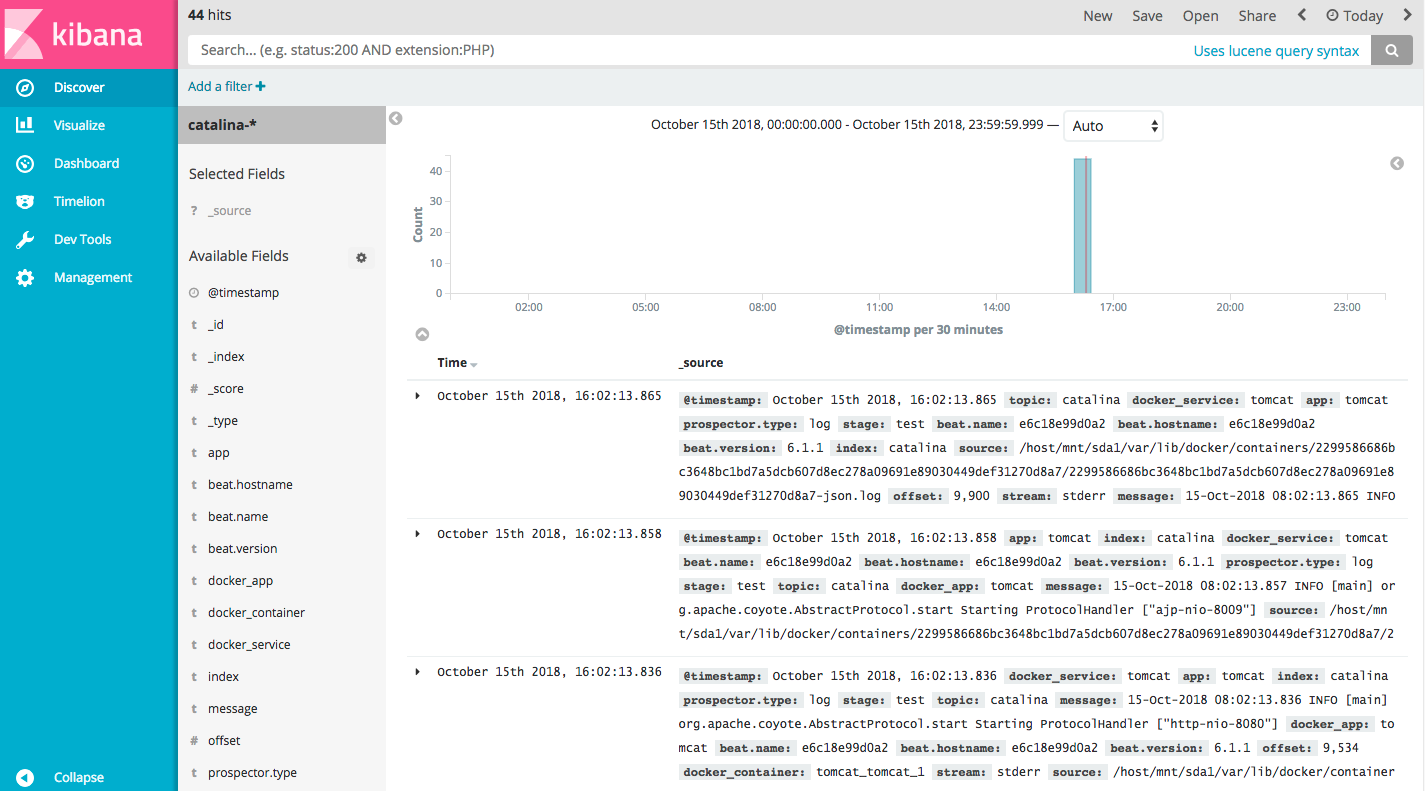 kibana
Discover
Visualize
Dashboard
Timelion
Dev Tools
Management
Collapse
44 hits
New Save Open Share Today
Search... (e.g. status:200 AND extension:PHP) Uses lucene query syntax
Add a filter +
catalina-*
Selected Fields
? _source
Available Fields
@timestamp
t _id
t _index
# _score
t _type
t app
t beat.hostname
t beat.name
t beat.version
t docker_app
t docker_container
t docker_service
t index
t message
# offset
t prospector.type
October 15th 2018, 00:00:00.000 - October 15th 2018, 23:59:59.999 — Auto
Count
40
30
20
10
0
02:00 05:00 08:00 11:00 14:00 17:00 20:00 23:00
@timestamp per 30 minutes
Time _source
October 15th 2018, 16:02:13.865 @timestamp: October 15th 2018, 16:02:13.865 topic: catalina docker_service: tomcat app: tomcat
prospector.type: log stage: test beat.name: e6c18e99d0a2 beat.hostname: e6c18e99d0a2
beat.version: 6.1.1 index: catalina source: /host/mnt/sda1/var/lib/docker/containers/2299586686b
c3648bc1bd7a5dcb607d8ec278a09691e89030449def31270d8a7/2299586686bc3648bc1bd7a5dcb607d8ec278a09691e8
9030449def31270d8a7-json.log offset: 9,900 stream: stderr message: 15-Oct-2018 08:02:13.865 INFO
October 15th 2018, 16:02:13.858 @timestamp: October 15th 2018, 16:02:13.858 app: tomcat index: catalina docker_service: tomcat
beat.name: e6c18e99d0a2 beat.hostname: e6c18e99d0a2 beat.version: 6.1.1 prospector.type: log
stage: test topic: catalina docker_app: tomcat message: 15-Oct-2018 08:02:13.857 INFO [main] or
g.apache.coyote.AbstractProtocol.start Starting ProtocolHandler ["ajp-nio-8009"] source: /host/mn
t/sda1/var/lib/docker/containers/2299586686bc3648bc1bd7a5dcb607d8ec278a09691e89030449def31270d8a7/2
October 15th 2018, 16:02:13.836 @timestamp: October 15th 2018, 16:02:13.836 docker_service: tomcat app: tomcat index: catalina
prospector.type: log stage: test topic: catalina message: 15-Oct-2018 08:02:13.836 INFO [main]
org.apache.coyote.AbstractProtocol.start Starting ProtocolHandler ["http-nio-8080"] docker_app: to
mcat beat.name: e6c18e99d0a2 beat.hostname: e6c18e99d0a2 beat.version: 6.1.1 offset: 9,534
docker_container: tomcat_tomcat_1 stream: stderr source: /host/mnt/sda1/var/lib/docker/container